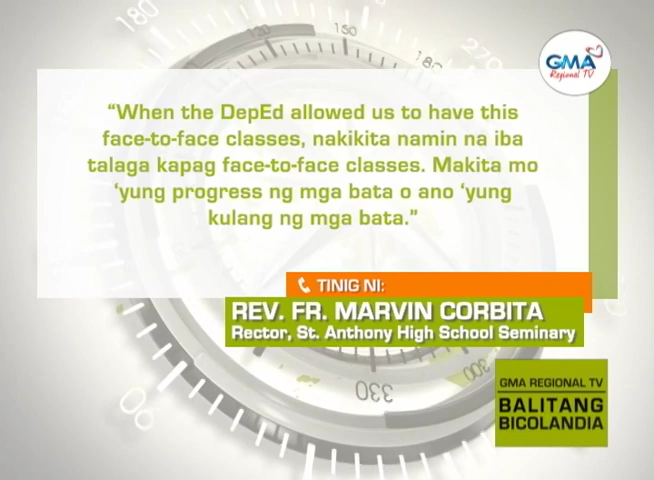 180
150
180
270
GMA
Regional TV
“When the DepEd allowed us to have this
face-to-face classes, nakikita namin na iba
talaga kapag face-to-face classes. Makita mo
‘yung progress ng mga bata o ano ‘yung
kulang ng mga bata.”
TINIG NI:
REV. FR. MARVIN CORBITA
Rector, St. Anthony High School Seminary
GMA REGIONAL TV
BALITANG
BICOLANDIA
300
330
90